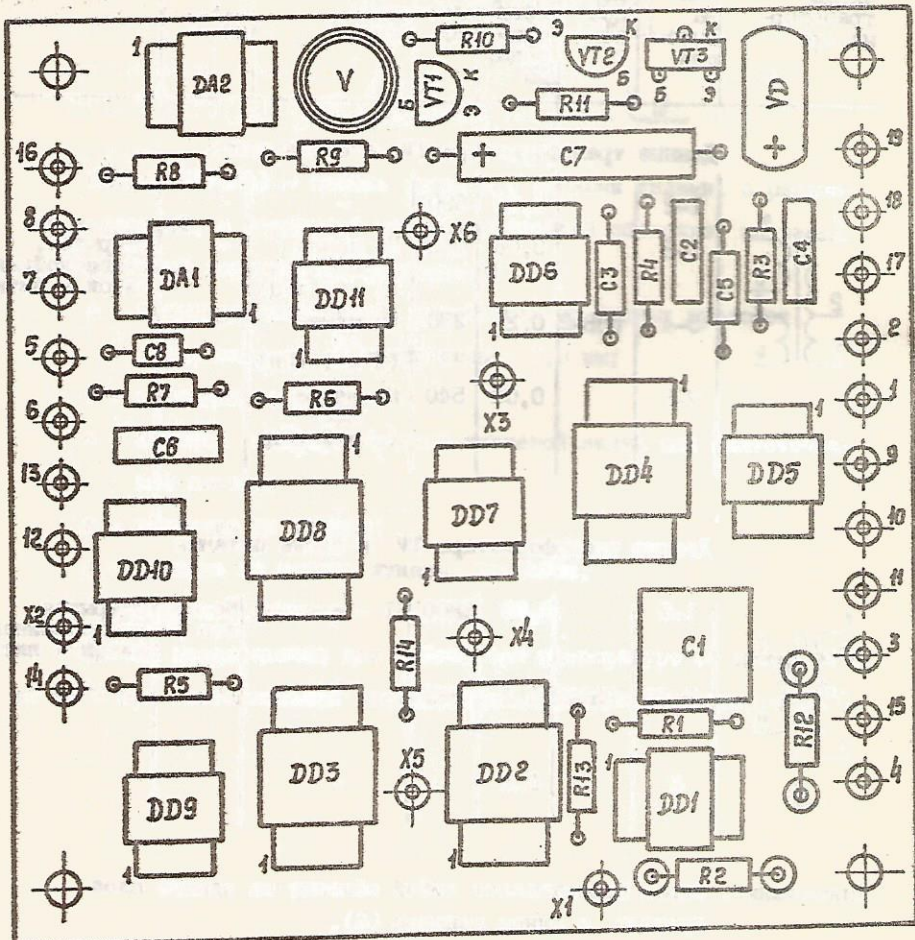 R10
Э
К
VT2
Б
К
VT3
Б
Э
1
DA2
V
Б
VT1
К
Э
R11
VD
+
16
R8
R9
+ C7
19
8
X6
18
7
DA1
1
DD11
1
DD6
1
C3
R4
C2
C5
R3
C4
17
2
5
C8
R7
R6
X3
1
6
C6
1
DD4
1
DD5
9
13
DD8
1
DD7
1
10
12
DD10
1
11
X2
R14
X4
C1
3
14
R5
R1
R12
15
DD9
1
DD3
1
X5
DD2
1
R13
1
DD1
4
X1
R2